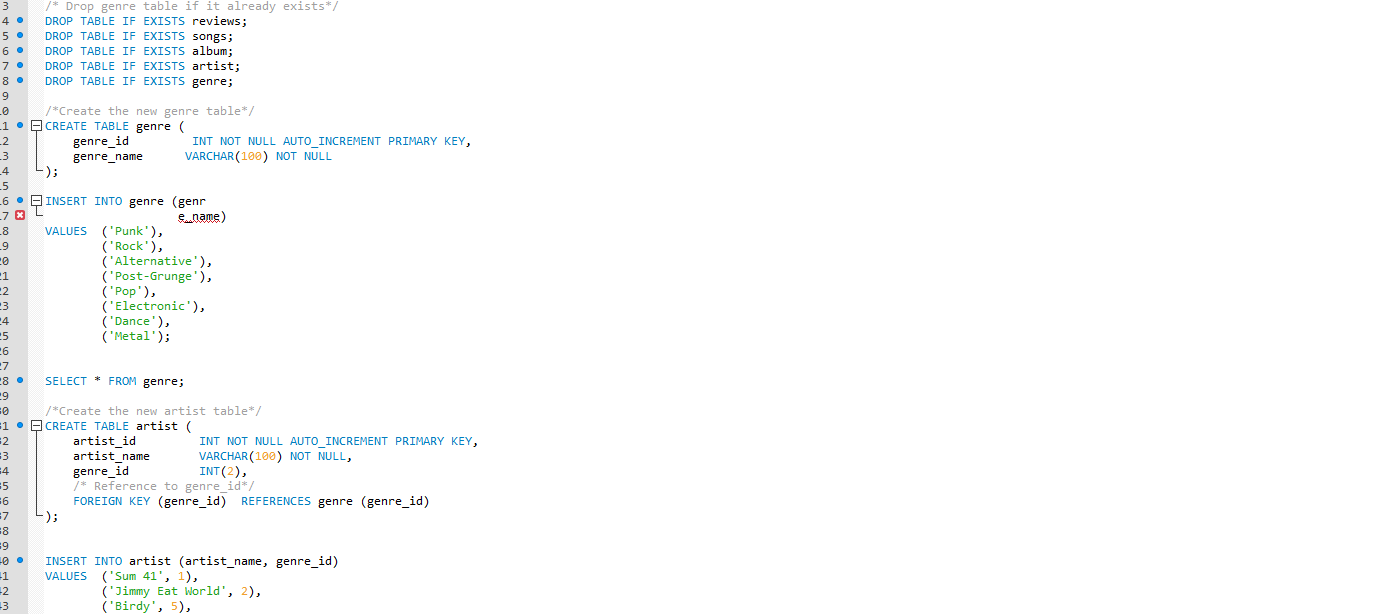 3 /* Drop genre table if it already exists*/
4 DROP TABLE IF EXISTS reviews;
5 DROP TABLE IF EXISTS songs;
6 DROP TABLE IF EXISTS album;
7 DROP TABLE IF EXISTS artist;
8 DROP TABLE IF EXISTS genre;
9
0 /*Create the new genre table*/
1 CREATE TABLE genre (
2 genre_id INT NOT NULL AUTO_INCREMENT PRIMARY KEY,
3 genre_name VARCHAR(100) NOT NULL
4 );
5
6 INSERT INTO genre (genr
7 e_name)
8 VALUES ('Punk'),
9 ('Rock'),
0 ('Alternative'),
1 ('Post-Grunge'),
2 ('Pop'),
3 ('Electronic'),
4 ('Dance'),
5 ('Metal');
6
7
8 SELECT * FROM genre;
9
0 /*Create the new artist table*/
1 CREATE TABLE artist (
2 artist_id INT NOT NULL AUTO_INCREMENT PRIMARY KEY,
3 artist_name VARCHAR(100) NOT NULL,
4 genre_id INT(2),
5 /* Reference to genre_id*/
6 FOREIGN KEY (genre_id) REFERENCES genre (genre_id)
7 );
8
9
0 INSERT INTO artist (artist_name, genre_id)
1 VALUES ('Sum 41', 1),
2 ('Jimmy Eat World', 2),
3 ('Birdy', 5),